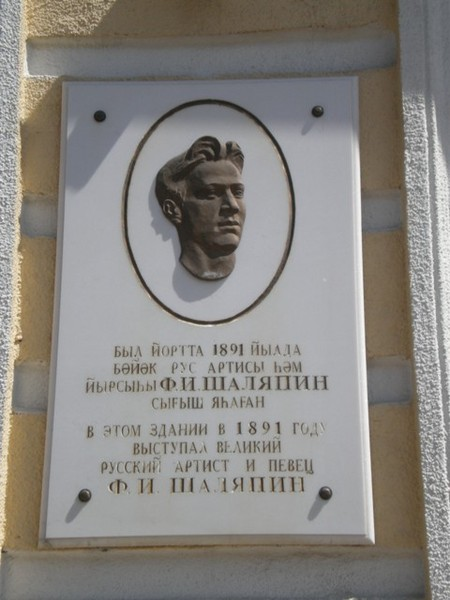 БЫЛ ЙОРТТА 1891 ЙЫЛДА
БӨЙӨК РУС АРТИСЫ ҺӘМ
ЙЫРСЫҺЫ Ф.И.ШАЛЯПИН
СЫҒЫШ ЯҺАҒАН
В ЭТОМ ЗДАНИИ В 1891 ГОДУ
ВЫСТУПАЛ ВЕЛИКИЙ
РУССКИЙ АРТИСТ И ПЕВЕЦ
Ф. И. ШАЛЯПИН